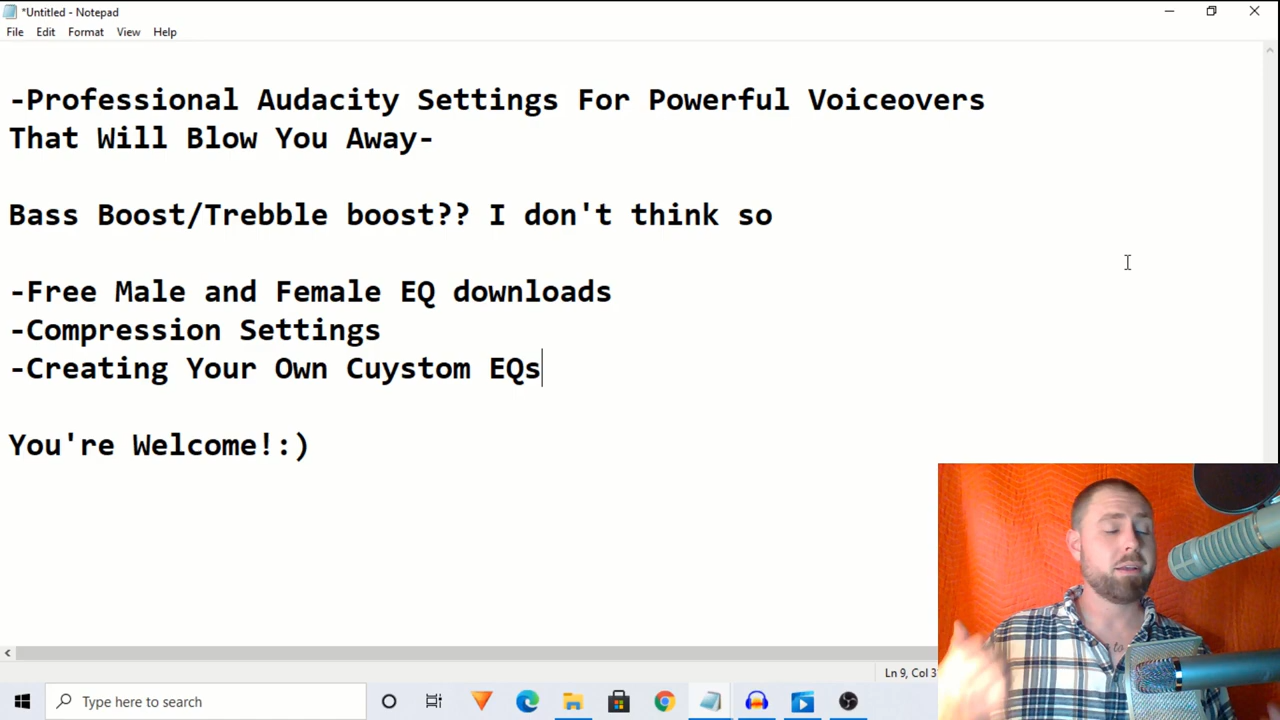 *Untitled - Notepad
File Edit Format View Help
-Professional Audacity Settings For Powerful Voiceovers
That Will Blow You Away-
Bass Boost/Trebble boost?? I don't think so
-Free Male and Female EQ downloads
-Compression Settings
-Creating Your Own Cuystom EQs
You're Welcome!:)
Ln 9, Col 3
Type here to search